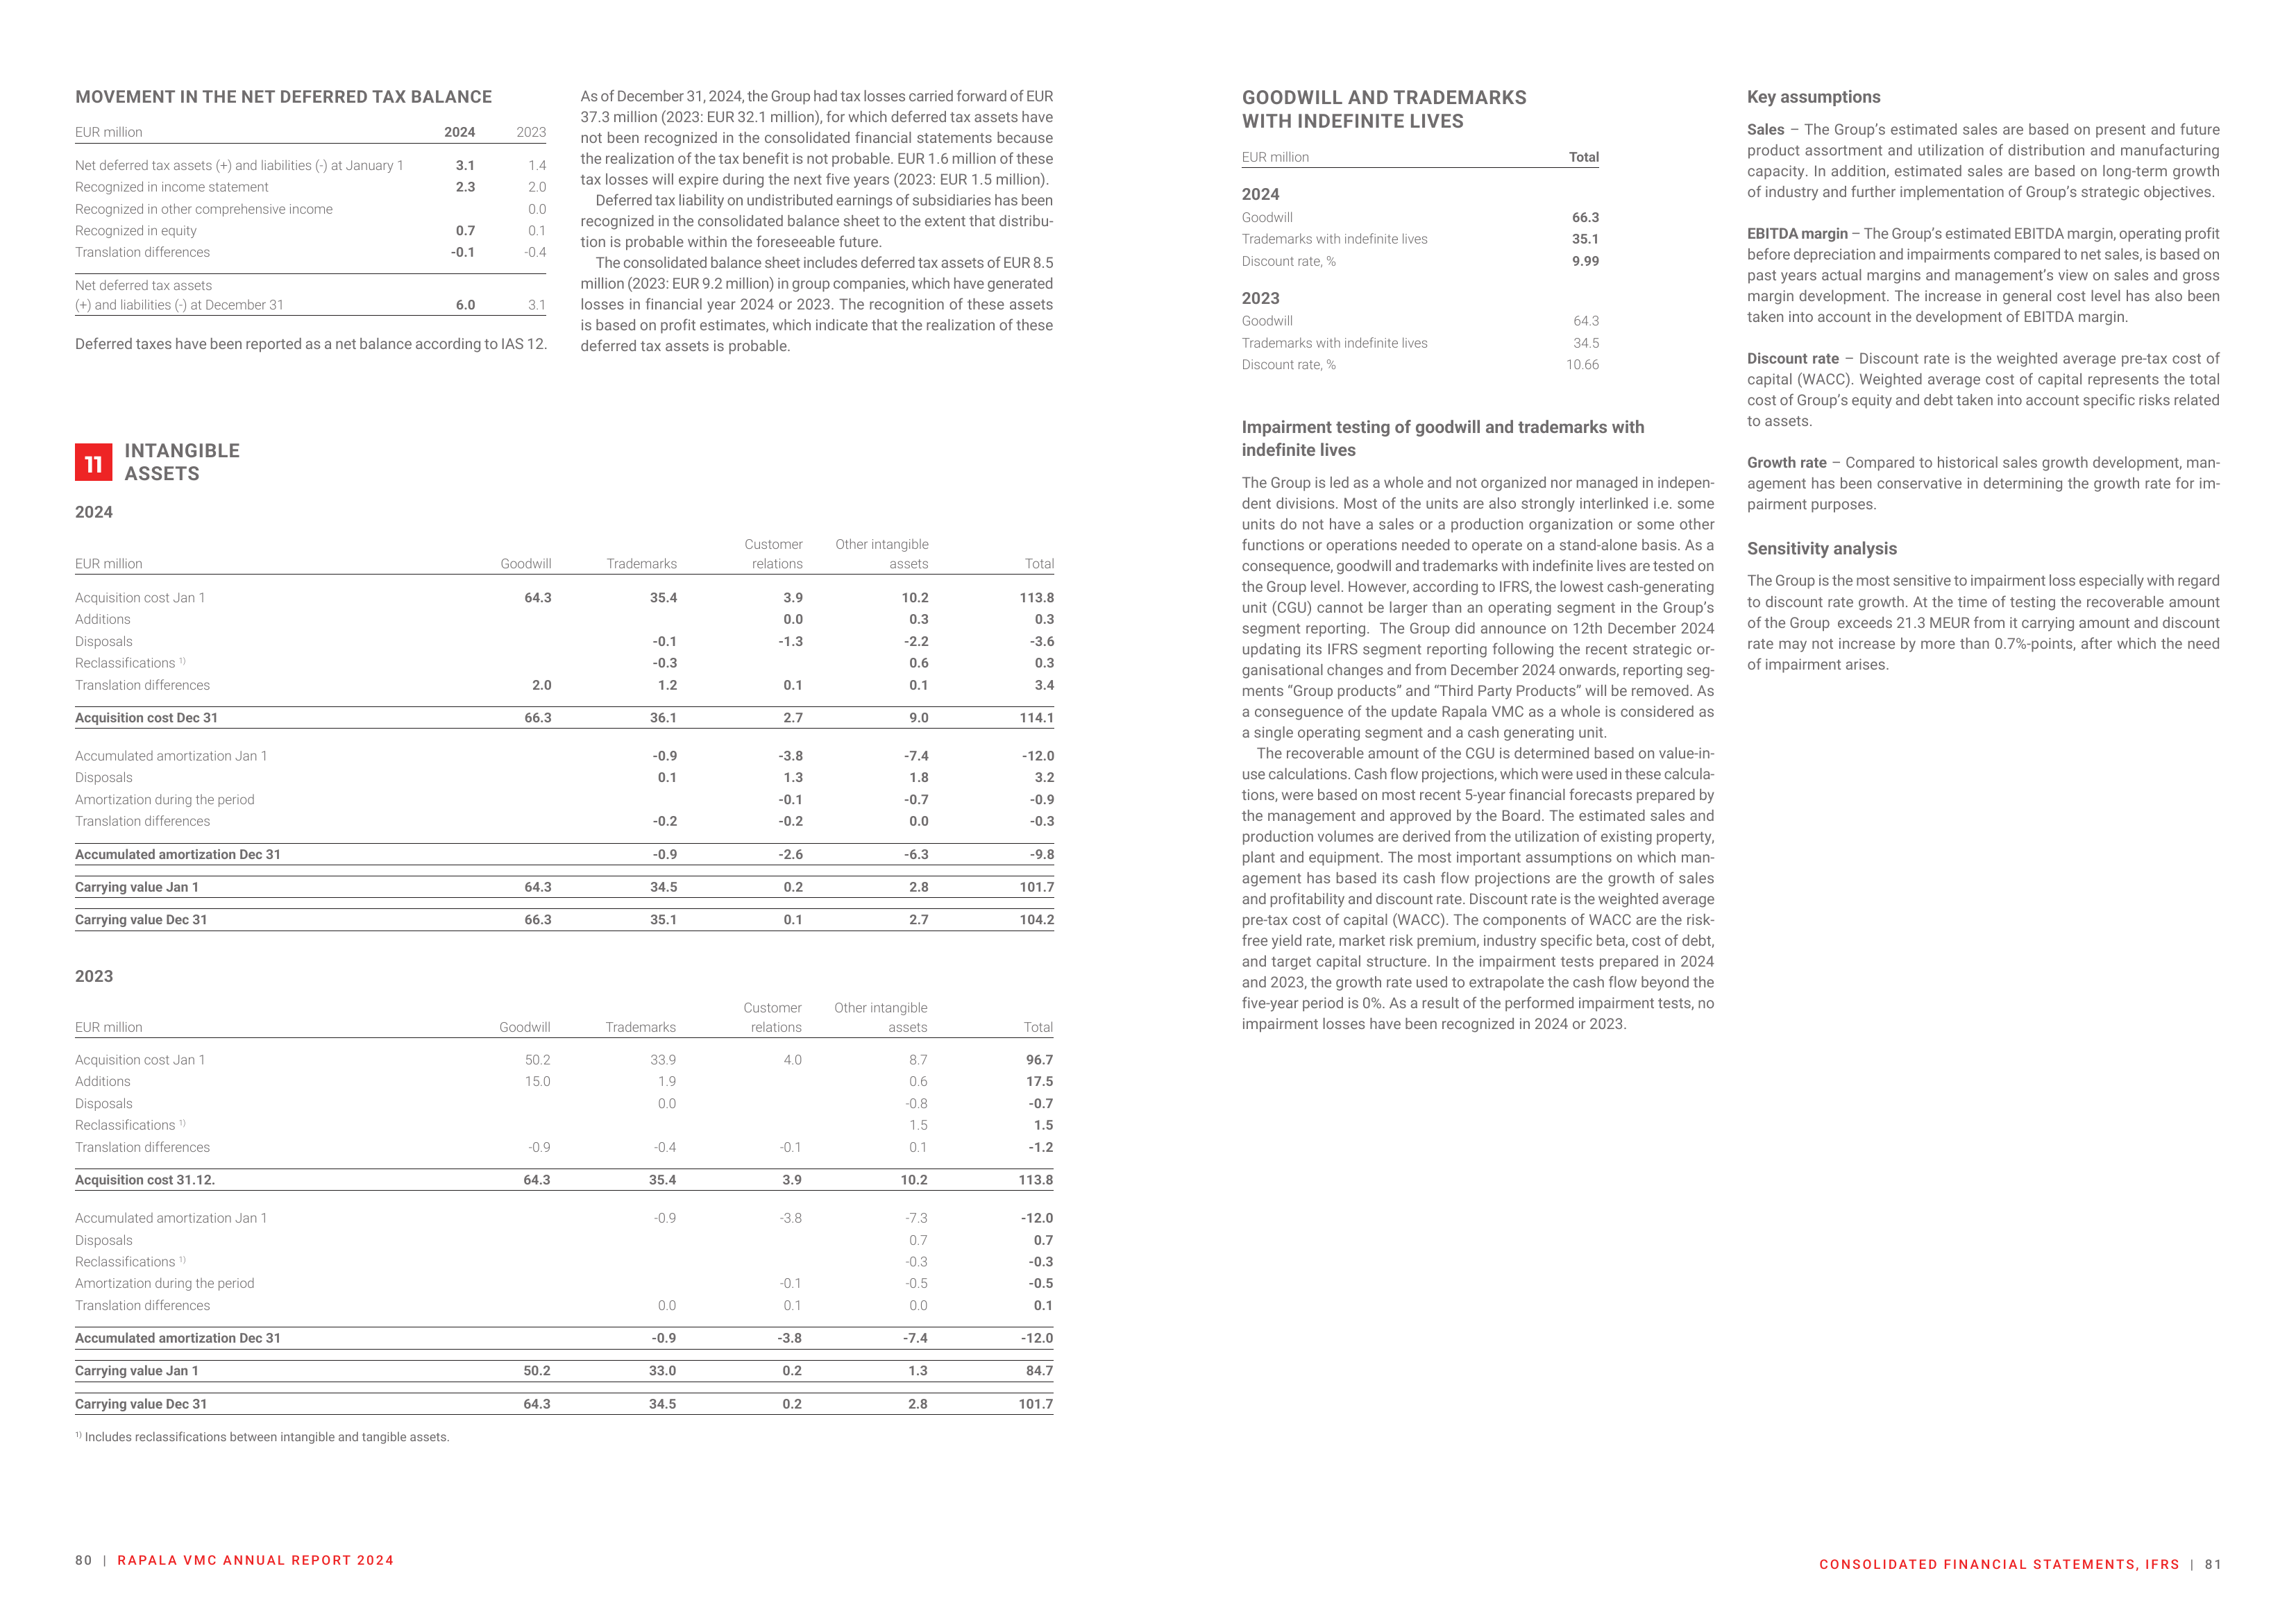 MOVEMENT IN THE NET DEFERRED TAX BALANCE
EUR million 2024 2023
Net deferred tax assets (+) and liabilities (-) at January 1 3.1 1.4
Recognized in income statement 2.3 2.0
Recognized in other comprehensive income 0.0
Recognized in equity 0.7 0.1
Translation differences -0.1 -0.4
Net deferred tax assets
(+) and liabilities (-) at December 31 6.0 3.1
Deferred taxes have been reported as a net balance according to IAS 12.
As of December 31, 2024, the Group had tax losses carried forward of EUR
37.3 million (2023: EUR 32.1 million), for which deferred tax assets have
not been recognized in the consolidated financial statements because
the realization of the tax benefit is not probable. EUR 1.6 million of these
tax losses will expire during the next five years (2023: EUR 1.5 million).
Deferred tax liability on undistributed earnings of subsidiaries has been
recognized in the consolidated balance sheet to the extent that distribu-
tion is probable within the foreseeable future.
The consolidated balance sheet includes deferred tax assets of EUR 8.5
million (2023: EUR 9.2 million) in group companies, which have generated
losses in financial year 2024 or 2023. The recognition of these assets
is based on profit estimates, which indicate that the realization of these
deferred tax assets is probable.
11 INTANGIBLE
ASSETS
2024
Customer Other intangible
EUR million Goodwill Trademarks relations assets Total
Acquisition cost Jan 1 64.3 35.4 3.9 10.2 113.8
Additions 0.0 0.3 0.3
Disposals -0.1 -1.3 -2.2 -3.6
Reclassifications 1) -0.3 0.6 0.3
Translation differences 2.0 1.2 0.1 0.1 3.4
Acquisition cost Dec 31 66.3 36.1 2.7 9.0 114.1
Accumulated amortization Jan 1 -0.9 -3.8 -7.4 -12.0
Disposals 0.1 1.3 1.8 3.2
Amortization during the period -0.1 -0.7 -0.9
Translation differences -0.2 -0.2 0.0 -0.3
Accumulated amortization Dec 31 -0.9 -2.6 -6.3 -9.8
Carrying value Jan 1 64.3 34.5 0.2 2.8 101.7
Carrying value Dec 31 66.3 35.1 0.1 2.7 104.2
2023
Customer Other intangible
EUR million Goodwill Trademarks relations assets Total
Acquisition cost Jan 1 50.2 33.9 4.0 8.7 96.7
Additions 15.0 1.9 0.6 17.5
Disposals 0.0 -0.8 -0.7
Reclassifications 1) 1.5 1.5
Translation differences -0.9 -0.4 -0.1 0.1 -1.2
Acquisition cost 31.12. 64.3 35.4 3.9 10.2 113.8
Accumulated amortization Jan 1 -0.9 -3.8 -7.3 -12.0
Disposals 0.7 0.7
Reclassifications 1) -0.3 -0.3
Amortization during the period -0.1 -0.5 -0.5
Translation differences 0.0 0.1 0.0 0.1
Accumulated amortization Dec 31 -0.9 -3.8 -7.4 -12.0
Carrying value Jan 1 50.2 33.0 0.2 1.3 84.7
Carrying value Dec 31 64.3 34.5 0.2 2.8 101.7
1) Includes reclassifications between intangible and tangible assets.
80 | RAPALA VMC ANNUAL REPORT 2024
GOODWILL AND TRADEMARKS
WITH INDEFINITE LIVES
EUR million Total
2024
Goodwill 66.3
Trademarks with indefinite lives 35.1
Discount rate, % 9.99
2023
Goodwill 64.3
Trademarks with indefinite lives 34.5
Discount rate, % 10.66
Impairment testing of goodwill and trademarks with
indefinite lives
The Group is led as a whole and not organized nor managed in indepen-
dent divisions. Most of the units are also strongly interlinked i.e. some
units do not have a sales or a production organization or some other
functions or operations needed to operate on a stand-alone basis. As a
consequence, goodwill and trademarks with indefinite lives are tested on
the Group level. However, according to IFRS, the lowest cash-generating
unit (CGU) cannot be larger than an operating segment in the Group's
segment reporting. The Group did announce on 12th December 2024
updating its IFRS segment reporting following the recent strategic or-
ganisational changes and from December 2024 onwards, reporting seg-
ments "Group products" and "Third Party Products" will be removed. As
a conseguence of the update Rapala VMC as a whole is considered as
a single operating segment and a cash generating unit.
The recoverable amount of the CGU is determined based on value-in-
use calculations. Cash flow projections, which were used in these calcula-
tions, were based on most recent 5-year financial forecasts prepared by
the management and approved by the Board. The estimated sales and
production volumes are derived from the utilization of existing property,
plant and equipment. The most important assumptions on which man-
agement has based its cash flow projections are the growth of sales
and profitability and discount rate. Discount rate is the weighted average
pre-tax cost of capital (WACC). The components of WACC are the risk-
free yield rate, market risk premium, industry specific beta, cost of debt,
and target capital structure. In the impairment tests prepared in 2024
and 2023, the growth rate used to extrapolate the cash flow beyond the
five-year period is 0%. As a result of the performed impairment tests, no
impairment losses have been recognized in 2024 or 2023.
Key assumptions
Sales – The Group's estimated sales are based on present and future
product assortment and utilization of distribution and manufacturing
capacity. In addition, estimated sales are based on long-term growth
of industry and further implementation of Group's strategic objectives.
EBITDA margin – The Group's estimated EBITDA margin, operating profit
before depreciation and impairments compared to net sales, is based on
past years actual margins and management's view on sales and gross
margin development. The increase in general cost level has also been
taken into account in the development of EBITDA margin.
Discount rate – Discount rate is the weighted average pre-tax cost of
capital (WACC). Weighted average cost of capital represents the total
cost of Group's equity and debt taken into account specific risks related
to assets.
Growth rate – Compared to historical sales growth development, man-
agement has been conservative in determining the growth rate for im-
pairment purposes.
Sensitivity analysis
The Group is the most sensitive to impairment loss especially with regard
to discount rate growth. At the time of testing the recoverable amount
of the Group exceeds 21.3 MEUR from it carrying amount and discount
rate may not increase by more than 0.7%-points, after which the need
of impairment arises.
CONSOLIDATED FINANCIAL STATEMENTS, IFRS | 81